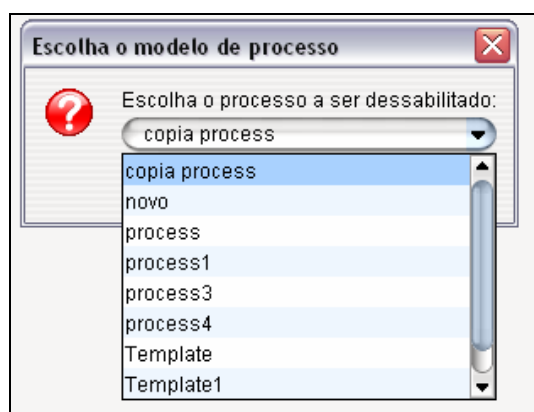 Escolha o modelo de processo
Escolha o processo a ser dessabilitado:
copia process
copia process
novo
process
process1
process3
process4
Template
Template1